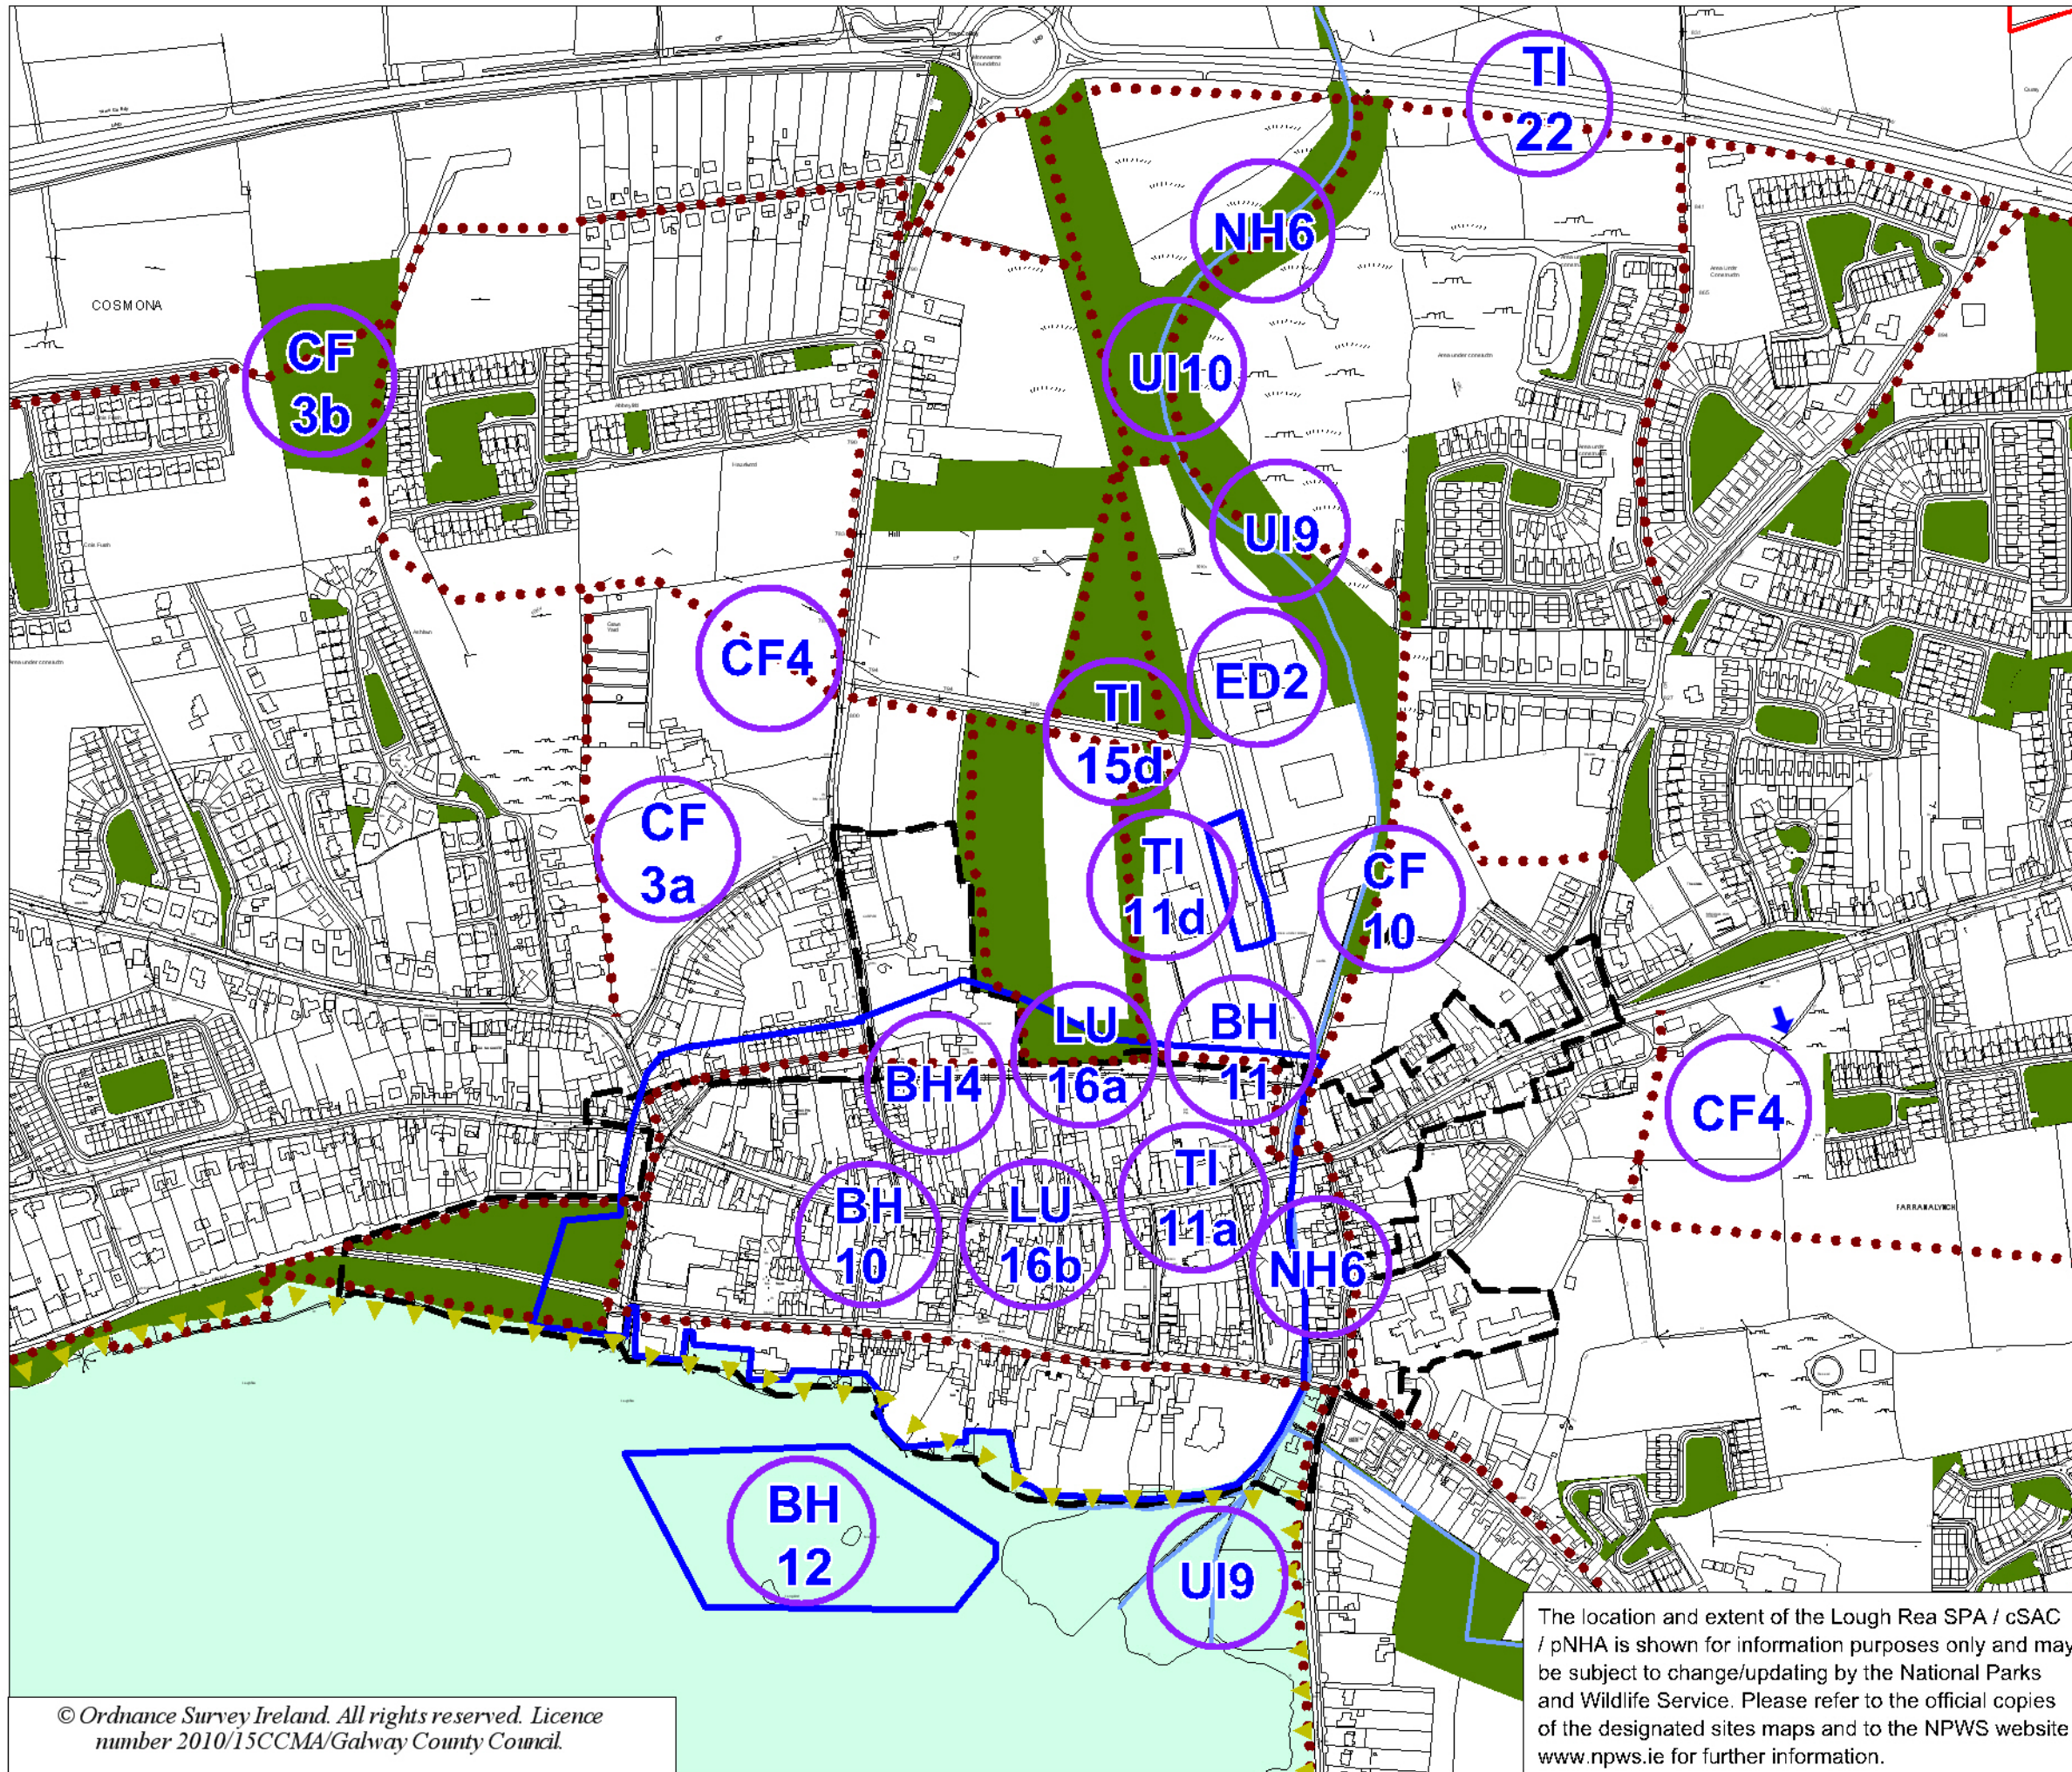 TI
22
NH6
COSMONA
CF
3b
UI10
UI9
CF4
ED2
TI
15d
CF
3a
TI
11d
CF
10
LU
16a
BH
11
BH4
CF4
BH
10
LU
16b
TI
11a
NH6
FARRANALYNCH
BH
12
UI9
The location and extent of the Lough Rea SPA / cSAC
/ pNHA is shown for information purposes only and may
be subject to change/updating by the National Parks
and Wildlife Service. Please refer to the official copies
of the designated sites maps and to the NPWS website
www.npws.ie for further information.
© Ordnance Survey Ireland. All rights reserved. Licence
number 2010/15CCMA/Galway County Council.